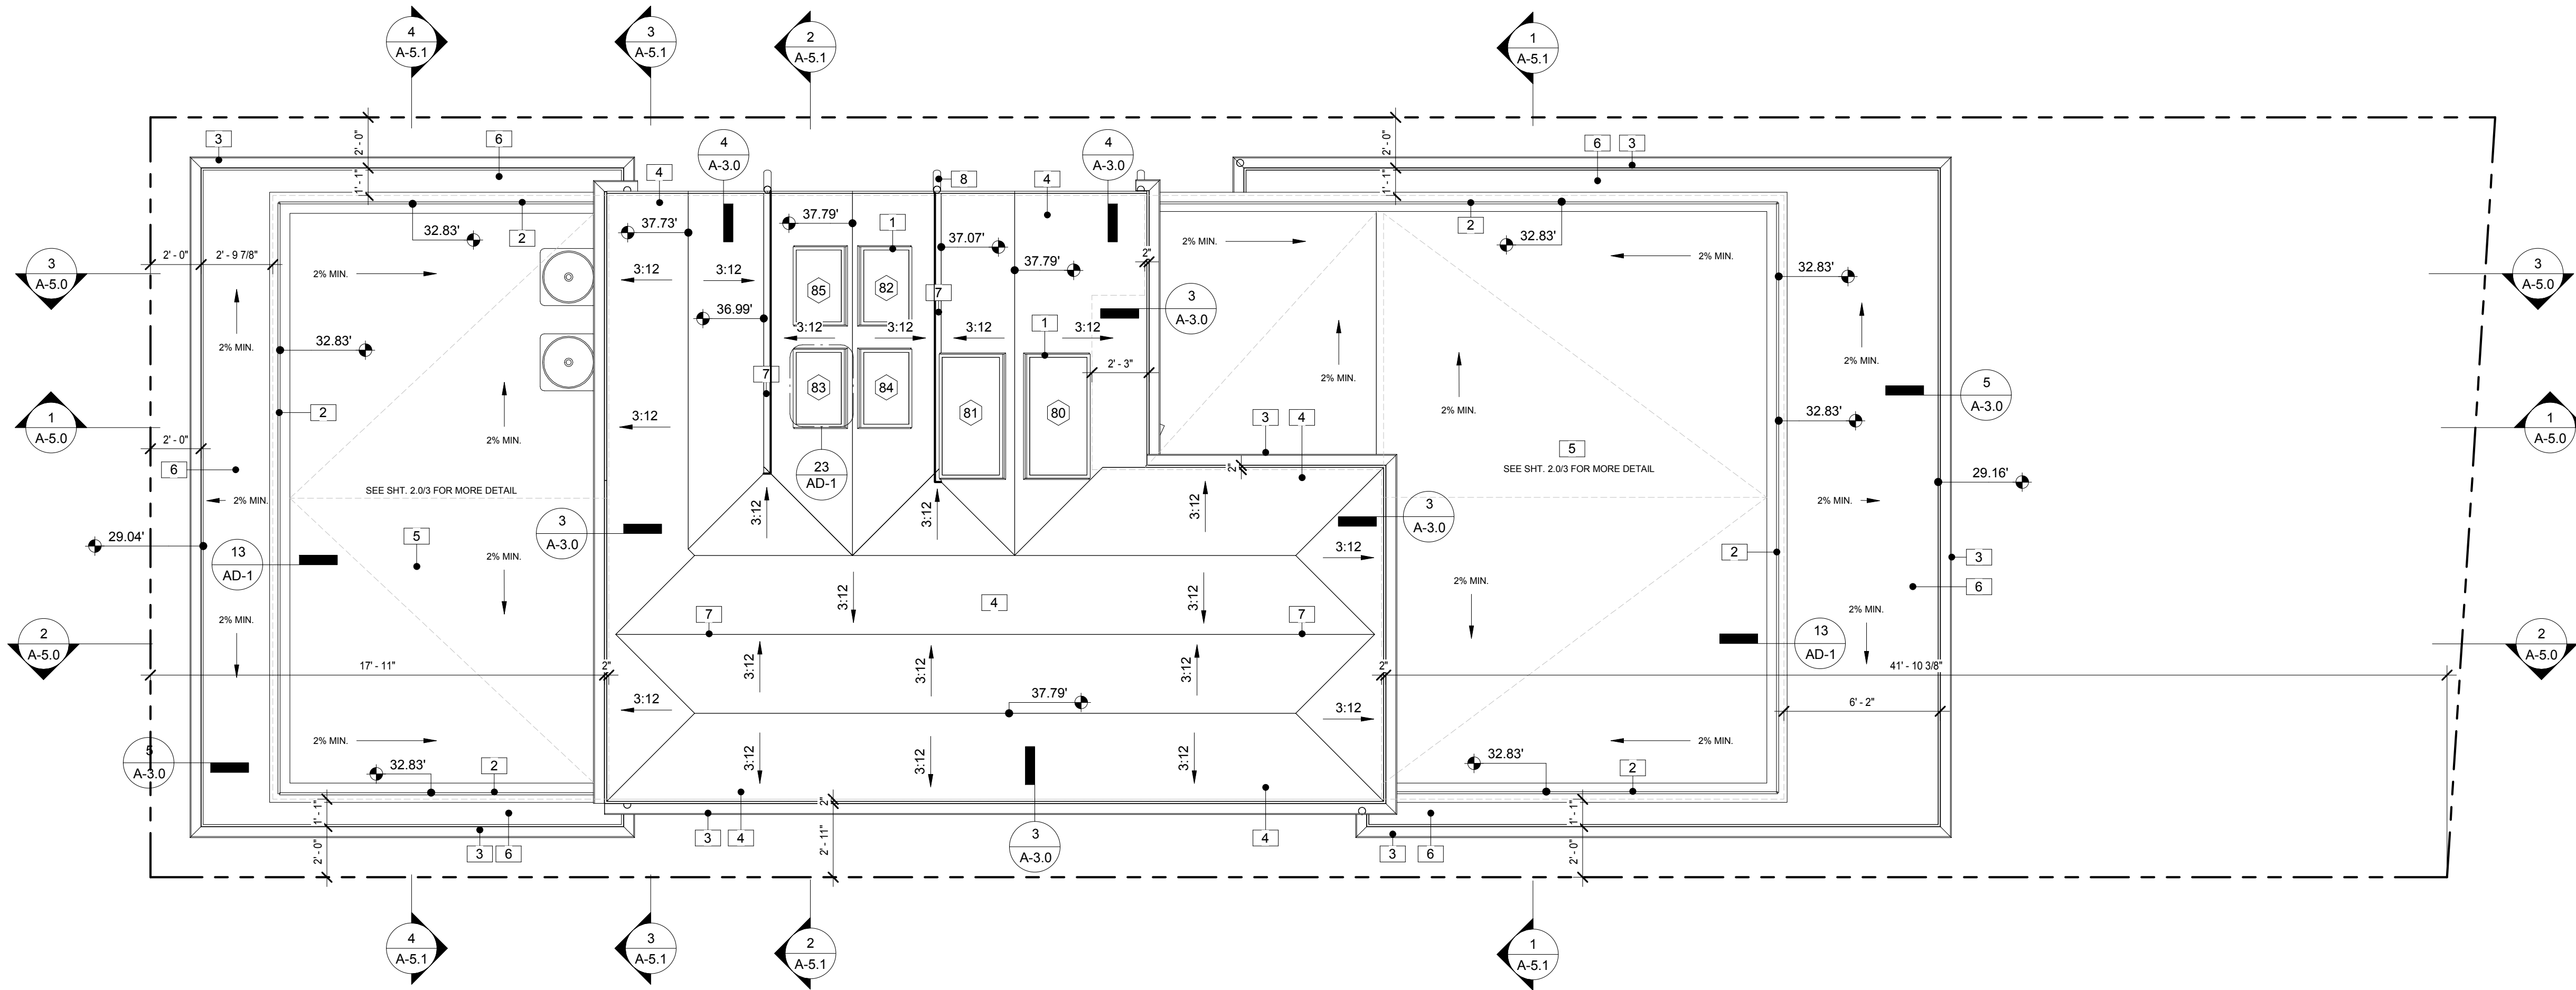 4
A-5.1
3
A-5.1
2
A-5.1
1
A-5.1
3
6
2' - 0"
1' - 1"
4
4
A-3.0
8
4
4
A-3.0
2' - 0"
1' - 1"
6
3
32.83'
2
37.73'
37.79'
1
37.07'
37.79'
2"
2% MIN.
2
32.83'
2% MIN.
32.83'
3
A-5.0
2' - 0"
2' - 9 7/8"
2% MIN.
3:12
3:12
85
82
7
3
A-3.0
3
A-5.0
36.99'
3:12
3:12
3:12
1
3:12
2% MIN.
32.83'
2% MIN.
2' - 3"
2% MIN.
7
83
84
81
80
2% MIN.
5
A-3.0
1
A-5.0
2' - 0"
2
2% MIN.
3:12
3
4
2% MIN.
32.83'
1
A-5.0
6
23
AD-1
2"
5
SEE SHT. 2.0/3 FOR MORE DETAIL
29.16'
SEE SHT. 2.0/3 FOR MORE DETAIL
2% MIN.
3:12
3:12
3:12
2% MIN.
29.04'
13
AD-1
5
2% MIN.
3
A-3.0
3
A-3.0
3:12
2
3
2% MIN.
6
2% MIN.
3:12
4
3:12
7
7
2% MIN.
13
AD-1
2
A-5.0
2
A-5.0
17' - 11"
2"
3:12
3:12
3:12
2"
41' - 10 3/8"
3:12
37.79'
3:12
6' - 2"
5
A-3.0
2% MIN.
32.83'
2
3:12
3:12
3:12
32.83'
2
2% MIN.
1' - 1"
2' - 0"
3
6
3
4
2"
2' - 11"
3
A-3.0
4
3
6
1' - 1"
2' - 0"
4
A-5.1
3
A-5.1
2
A-5.1
1
A-5.1